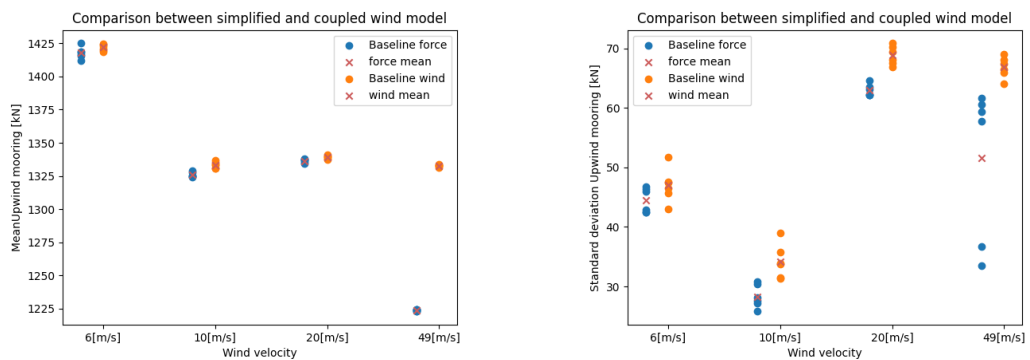 Comparison between simplified and coupled wind model
MeanUpwind mooring [kN]
1425
1400
1375
1350
1325
1300
1275
1250
1225
Baseline force
force mean
Baseline wind
wind mean
6[m/s]
10[m/s]
20[m/s]
49[m/s]
Wind velocity
Comparison between simplified and coupled wind model
Standard deviation Upwind mooring [kN]
70
60
50
40
30
Baseline force
force mean
Baseline wind
wind mean
6[m/s]
10[m/s]
20[m/s]
49[m/s]
Wind velocity